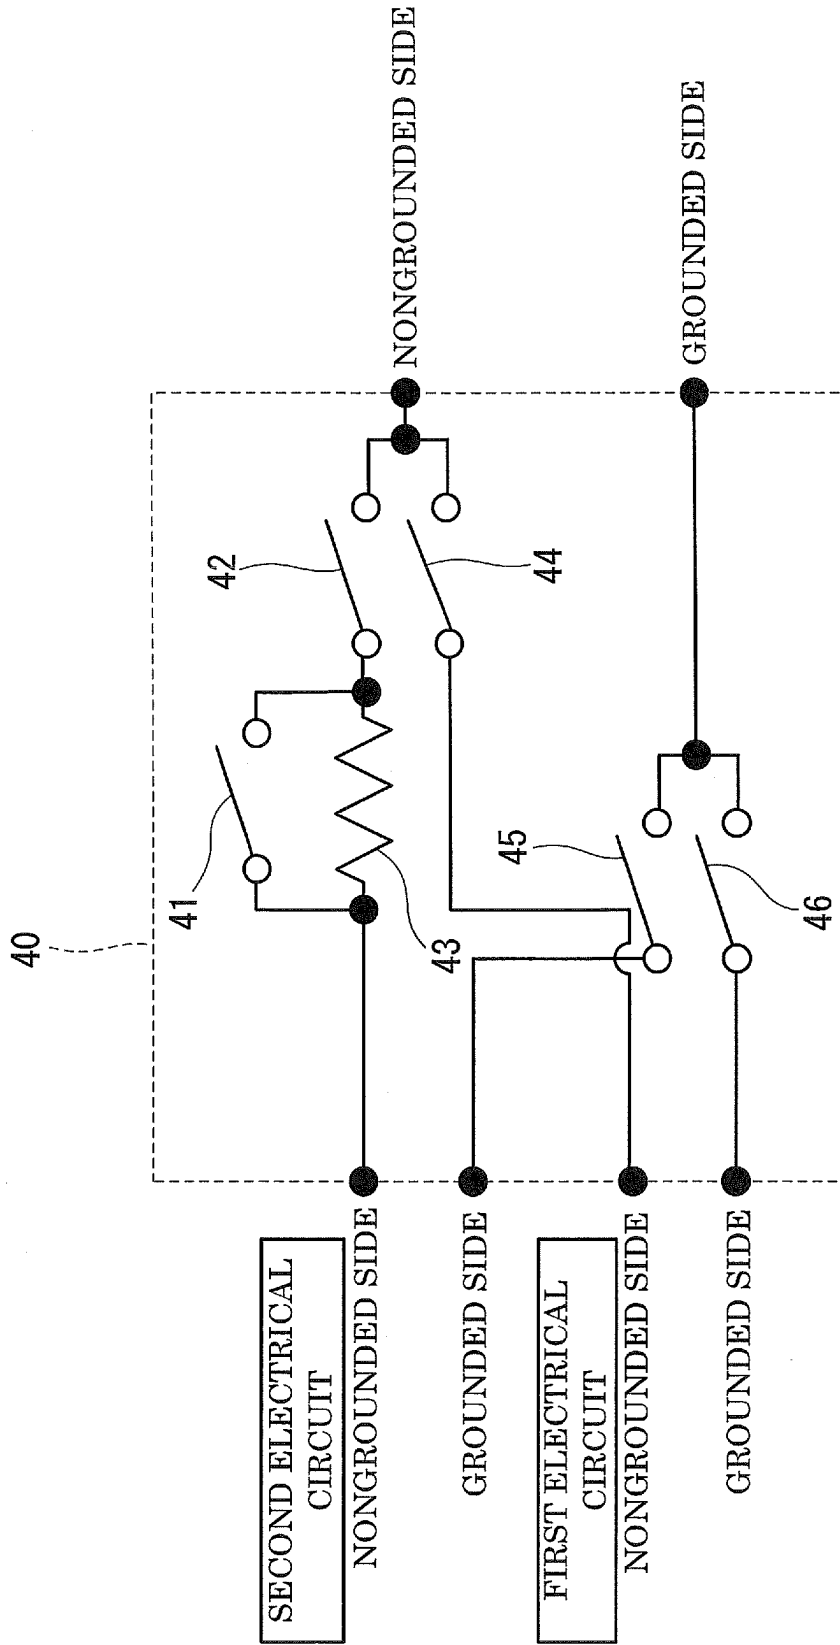 40
41
42
SECOND ELECTRICAL
CIRCUIT
NONGROUNDED SIDE
NONGROUNDED SIDE
43
GROUNDED SIDE
45
44
FIRST ELECTRICAL
CIRCUIT
NONGROUNDED SIDE
GROUNDED SIDE
GROUNDED SIDE
46